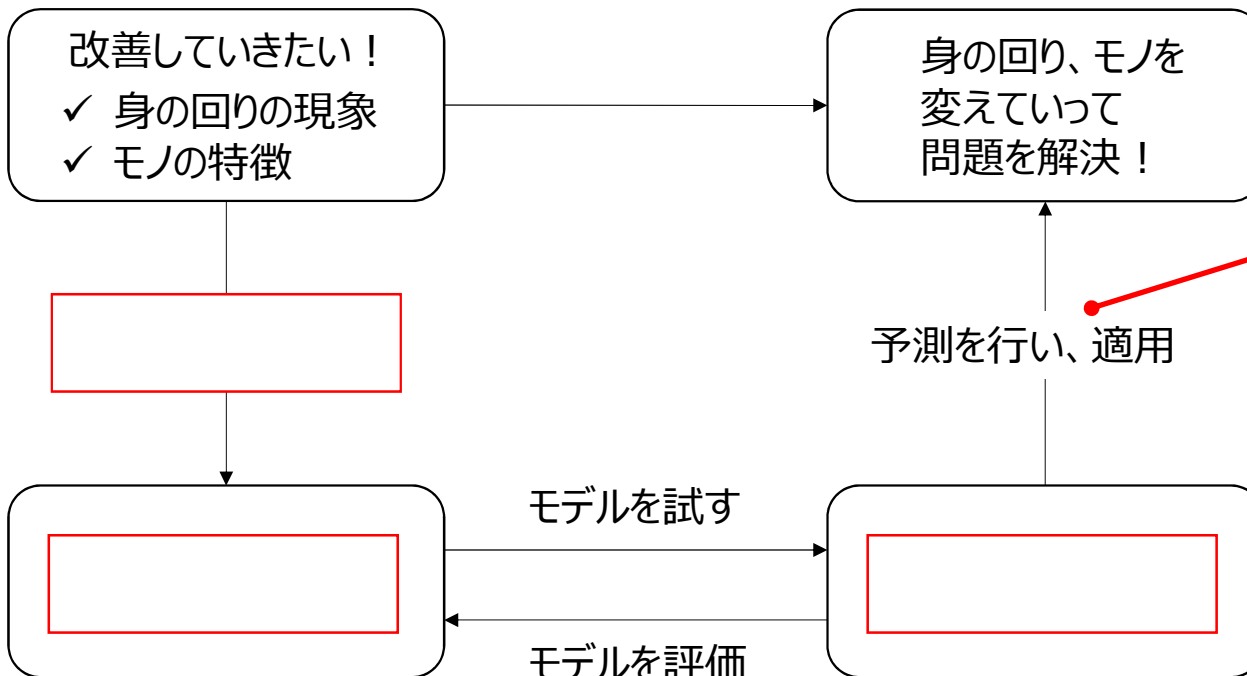 改善していきたい！
✓ 身の回りの現象
✓ モノの特徴
身の回り、モノを
変えていって
問題を解決！
予測を行い、適用
モデルを試す
モデルを評価